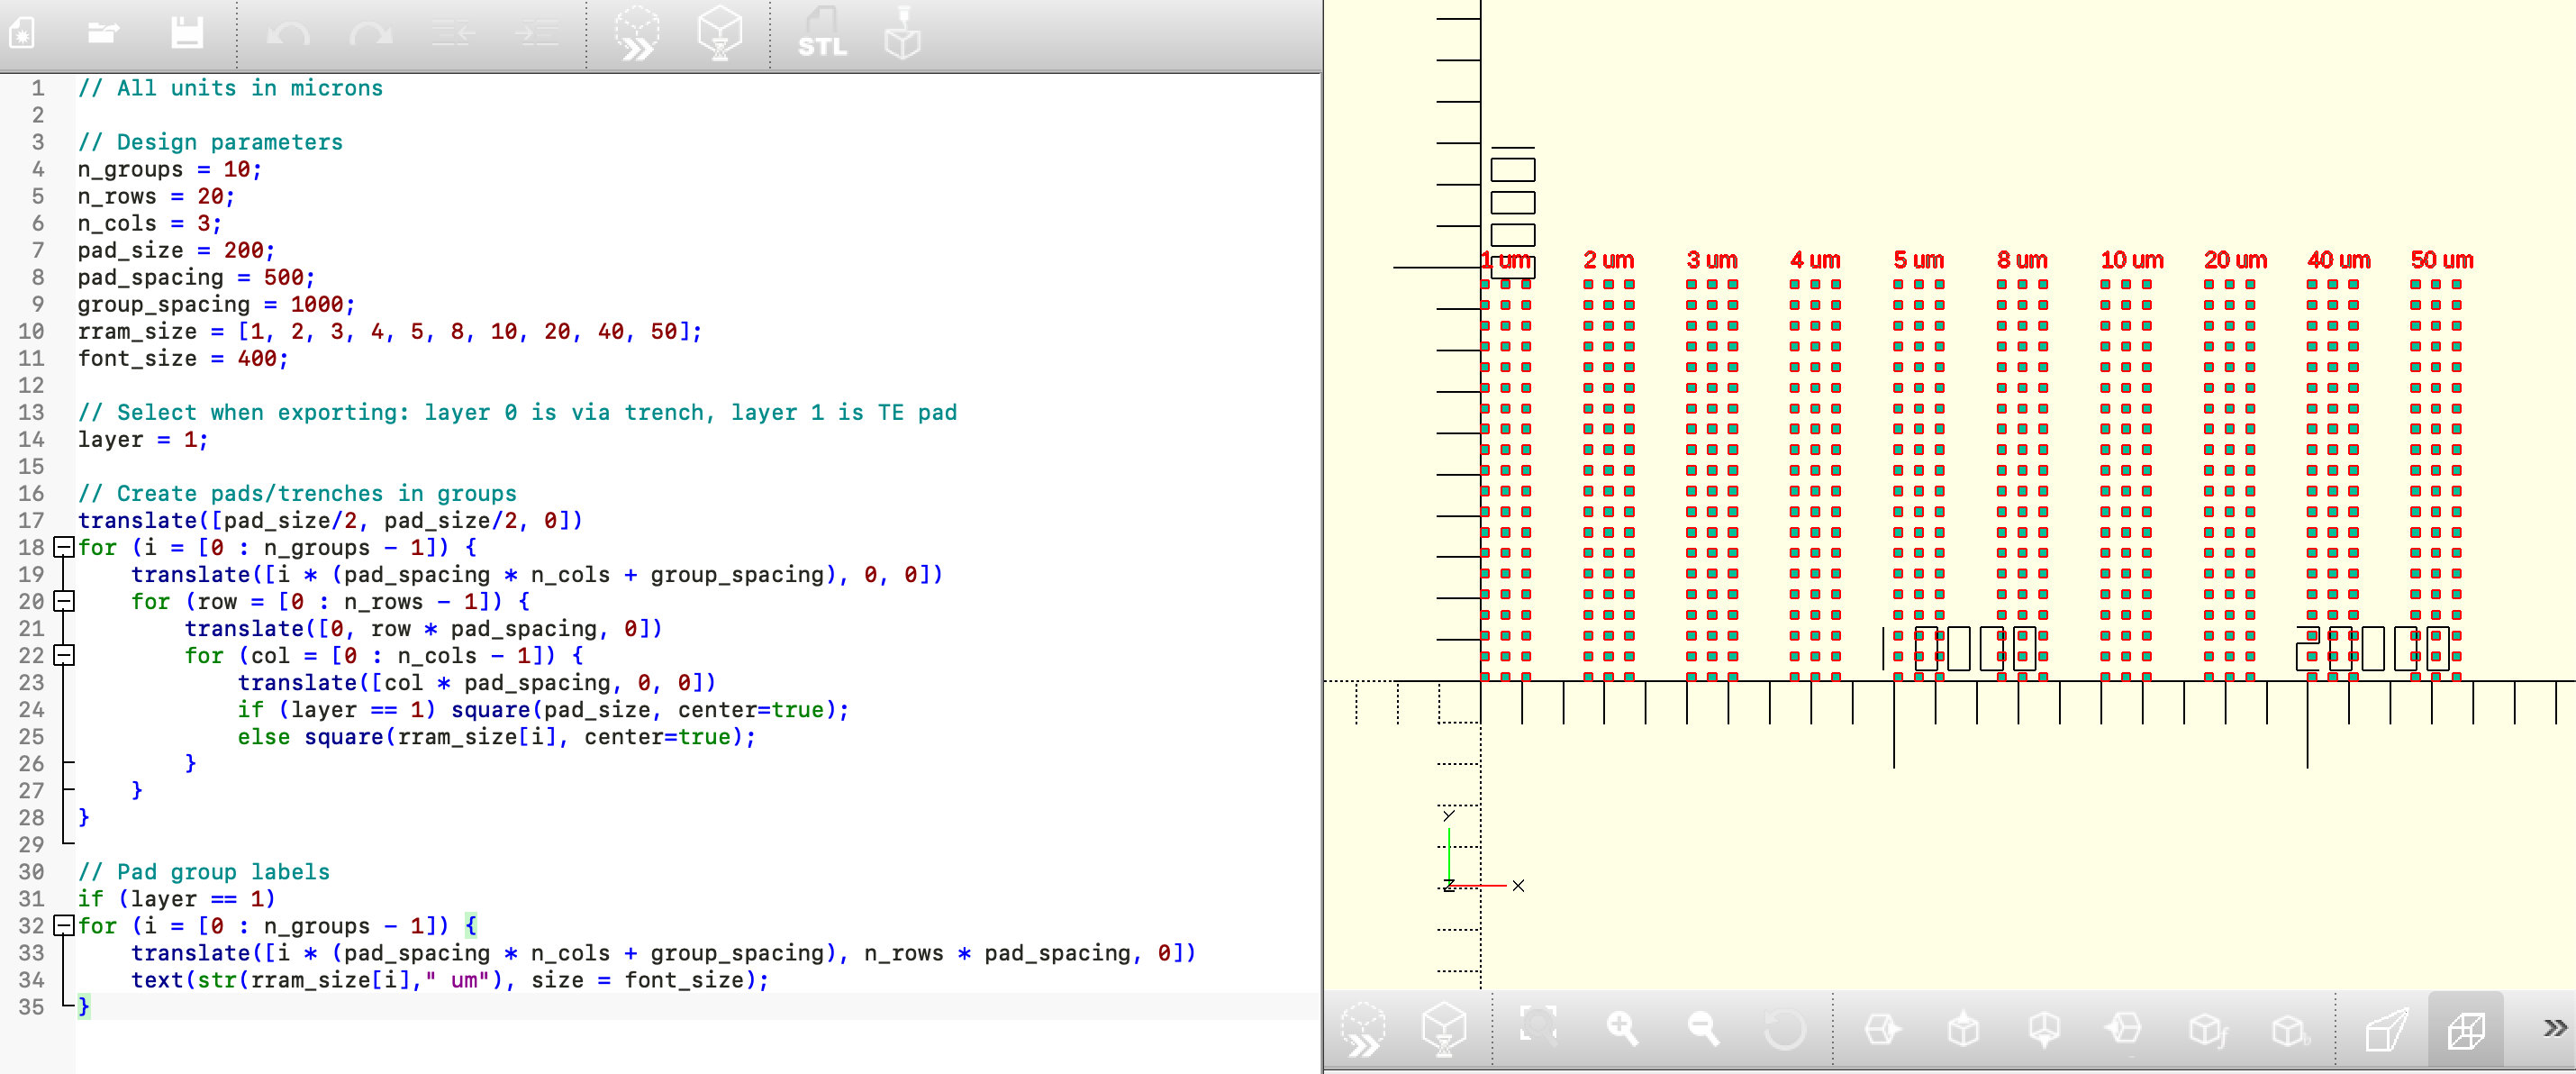 STL
1 // All units in microns
2
3 // Design parameters
4 n_groups = 10;
5 n_rows = 20;
6 n_cols = 3;
7 pad_size = 200;
8 pad_spacing = 500;
9 group_spacing = 1000;
10 rram_size = [1, 2, 3, 4, 5, 8, 10, 20, 40, 50];
11 font_size = 400;
12
13 // Select when exporting: layer 0 is via trench, layer 1 is TE pad
14 layer = 1;
15
16 // Create pads/trenches in groups
17 translate([pad_size/2, pad_size/2, 0])
18 for (i = [0 : n_groups - 1]) {
19     translate([i * (pad_spacing * n_cols + group_spacing), 0, 0])
20     for (row = [0 : n_rows - 1]) {
21         translate([0, row * pad_spacing, 0])
22         for (col = [0 : n_cols - 1]) {
23             translate([col * pad_spacing, 0, 0])
24             if (layer == 1) square(pad_size, center=true);
25             else square(rram_size[i], center=true);
26         }
27     }
28 }
29
30 // Pad group labels
31 if (layer == 1)
32 for (i = [0 : n_groups - 1]) {
33     translate([i * (pad_spacing * n_cols + group_spacing), n_rows * pad_spacing, 0])
34     text(str(rram_size[i]," um"), size = font_size);
35 }
10000
1 um 2 um 3 um 4 um 5 um 8 um 10 um 20 um 40 um 50 um
10000 20000
Y
Z X